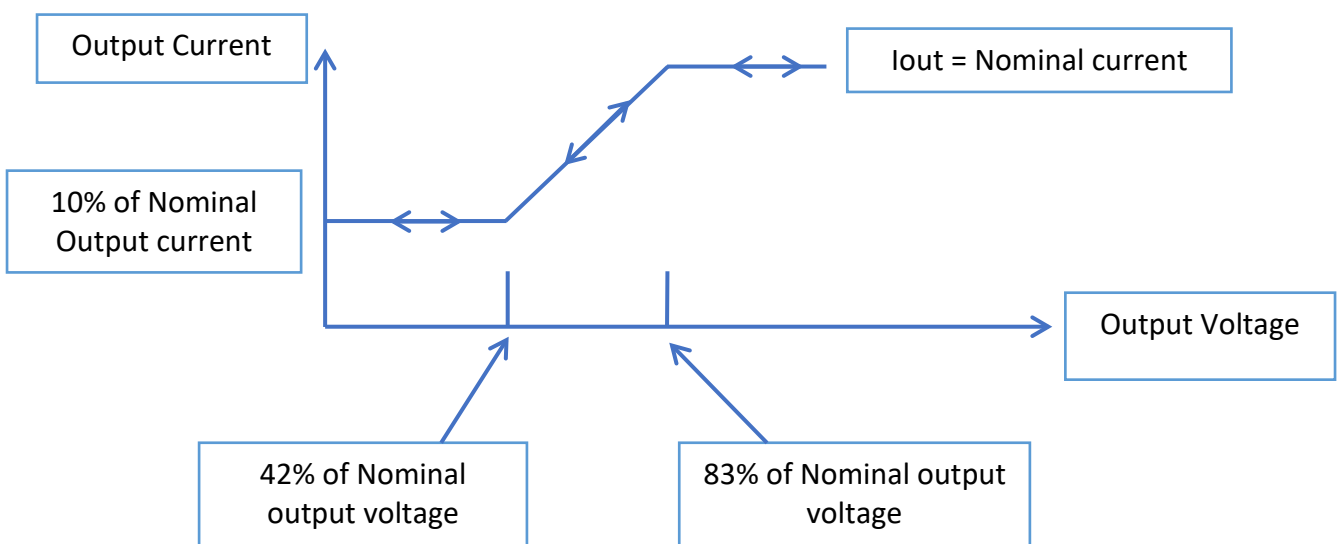 Output Current
Iout = Nominal current
10% of Nominal
Output current
Output Voltage
42% of Nominal
output voltage
83% of Nominal output
voltage